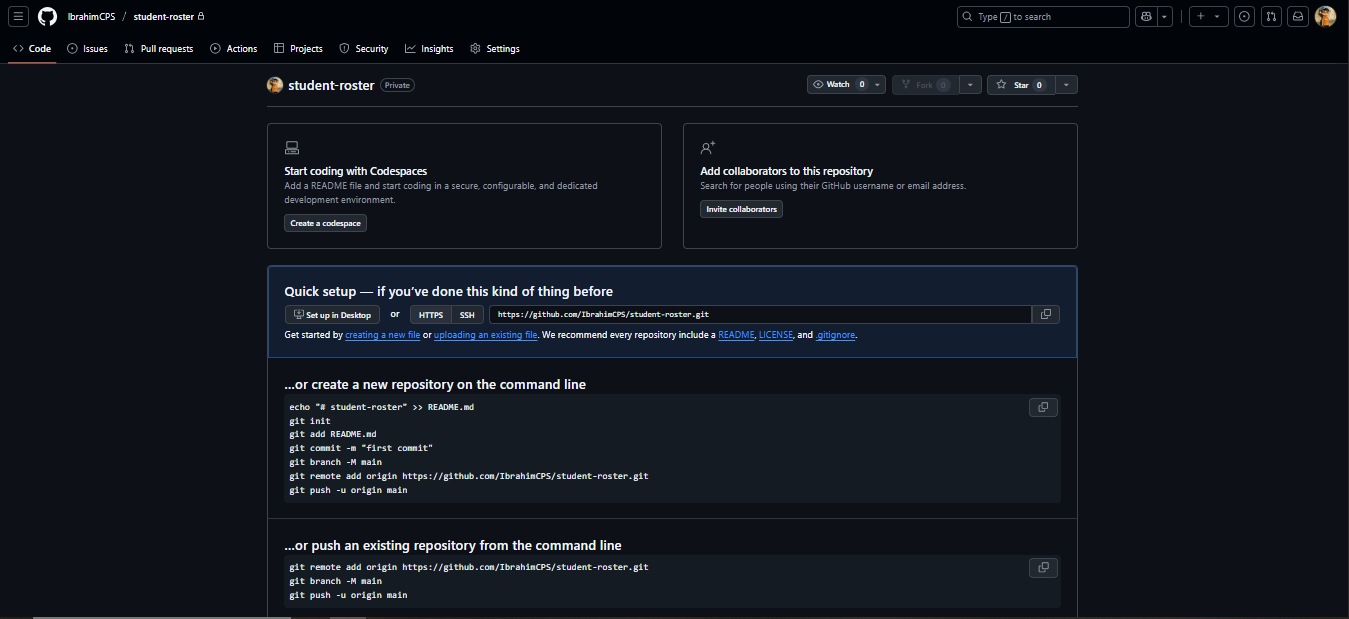 IbrahimCPS / student-roster
Type / to search
Code Issues Pull requests Actions Projects Security Insights Settings
student-roster Private
Watch 0 Fork 0 Star 0
Start coding with Codespaces
Add a README file and start coding in a secure, configurable, and dedicated
development environment.
Create a codespace
Add collaborators to this repository
Search for people using their GitHub username or email address.
Invite collaborators
Quick setup — if you’ve done this kind of thing before
Set up in Desktop or HTTPS SSH https://github.com/IbrahimCPS/student-roster.git
Get started by creating a new file or uploading an existing file. We recommend every repository include a README, LICENSE, and .gitignore.
…or create a new repository on the command line
echo "# student-roster" >> README.md
git init
git add README.md
git commit -m "first commit"
git branch -M main
git remote add origin https://github.com/IbrahimCPS/student-roster.git
git push -u origin main
…or push an existing repository from the command line
git remote add origin https://github.com/IbrahimCPS/student-roster.git
git branch -M main
git push -u origin main